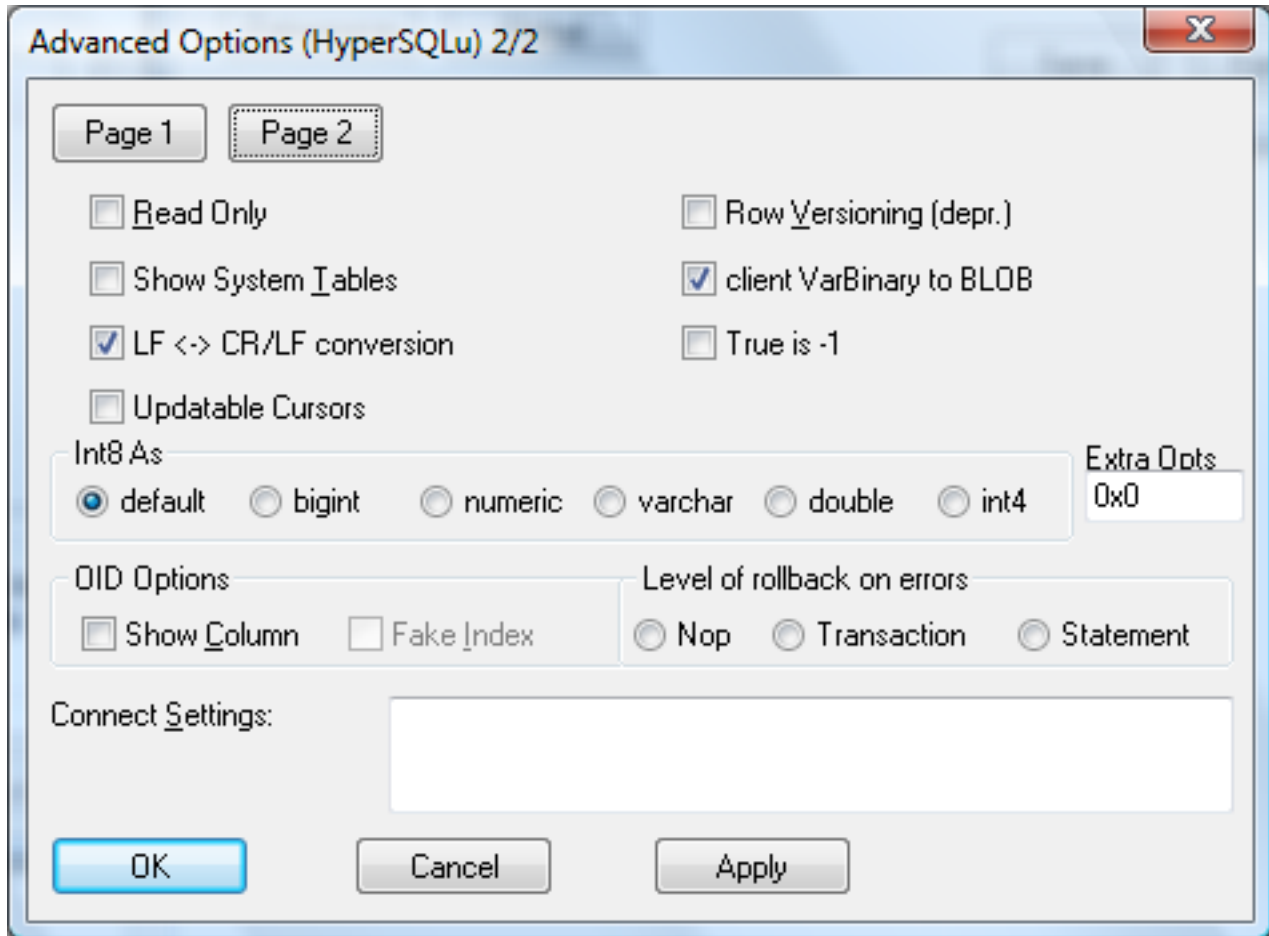 Advanced Options (HyperSQLu) 2/2
Page 1 Page 2
Read Only Row Versioning (depr.)
Show System Tables client VarBinary to BLOB
LF <-> CR/LF conversion True is -1
Updatable Cursors
Int8 As Extra Opts
default bigint numeric varchar double int4 0x0
OID Options Level of rollback on errors
Show Column Fake Index Nop Transaction Statement
Connect Settings:
OK Cancel Apply